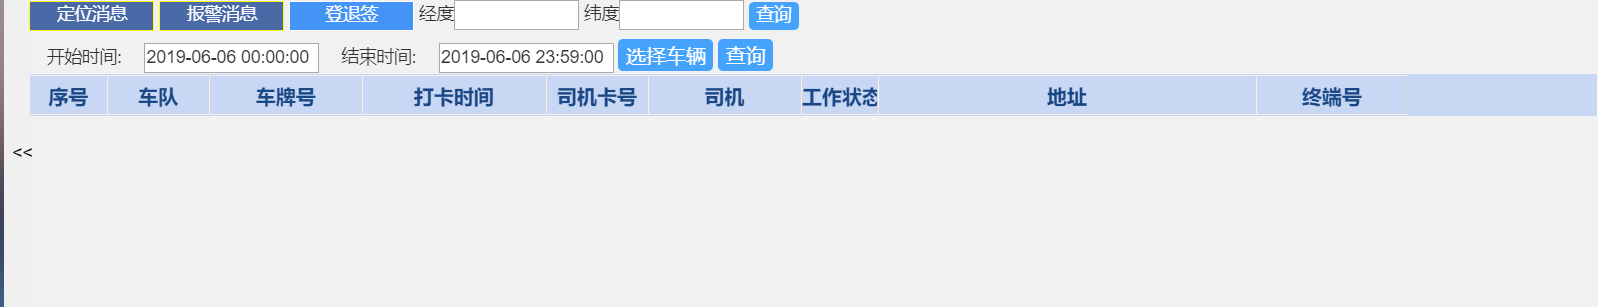 定位消息 报警消息 登退签 经度 纬度 查询
开始时间: 2019-06-06 00:00:00 结束时间: 2019-06-06 23:59:00 选择车辆 查询
序号 车队 车牌号 打卡时间 司机卡号 司机 工作状态 地址 终端号
<<